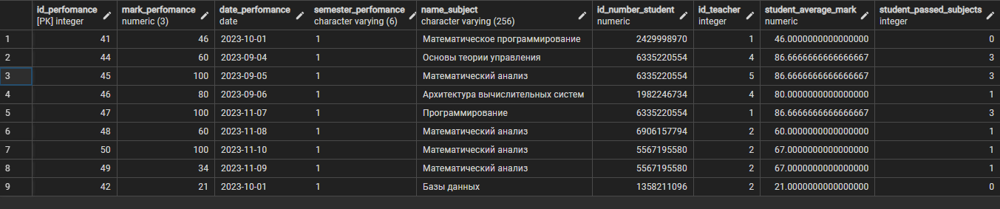 id_perfomance mark_perfomance date_perfomance semester_perfomance name_subject id_number_student id_teacher student_average_mark student_passed_subjects
[PK] integer numeric (3) date character varying (6) character varying (256) numeric integer numeric integer
1 41 46 2023-10-01 1 Математическое программирование 2429998970 1 46.0000000000000000 0
2 44 60 2023-09-04 1 Основы теории управления 6335220554 4 86.6666666666666667 3
3 45 100 2023-09-05 1 Математический анализ 6335220554 5 86.6666666666666667 3
4 46 80 2023-09-06 1 Архитектура вычислительных систем 1982246734 4 80.0000000000000000 1
5 47 100 2023-11-07 1 Программирование 6335220554 1 86.6666666666666667 3
6 48 60 2023-11-08 1 Математический анализ 6906157794 2 60.0000000000000000 1
7 50 100 2023-11-10 1 Математический анализ 5567195580 2 67.0000000000000000 1
8 49 34 2023-11-09 1 Математический анализ 5567195580 2 67.0000000000000000 1
9 42 21 2023-10-01 1 Базы данных 1358211096 2 21.0000000000000000 0